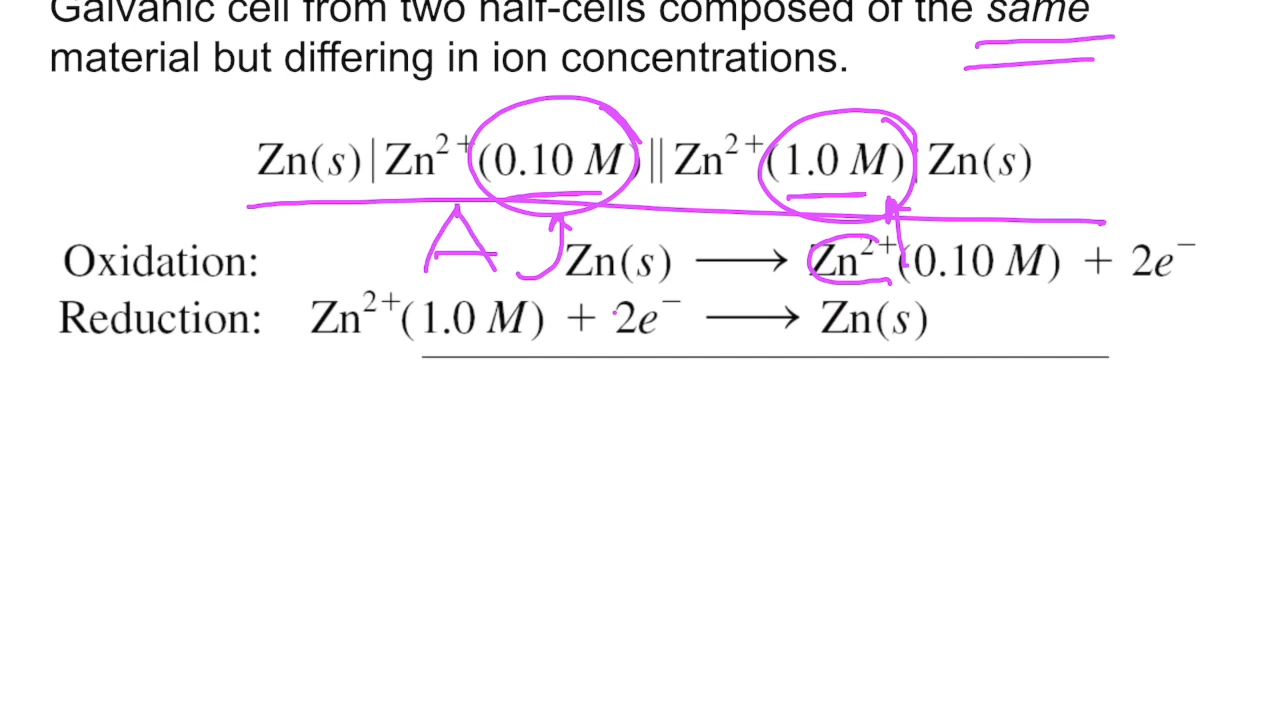 Galvanic cell from two half-cells composed of the same
material but differing in ion concentrations.
Zn(s)|Zn²⁺(0.10 M)||Zn²⁺(1.0 M)|Zn(s)
A
Oxidation: Zn(s) ⟶ Zn²⁺(0.10 M) + 2e⁻
Reduction: Zn²⁺(1.0 M) + 2e⁻ ⟶ Zn(s)